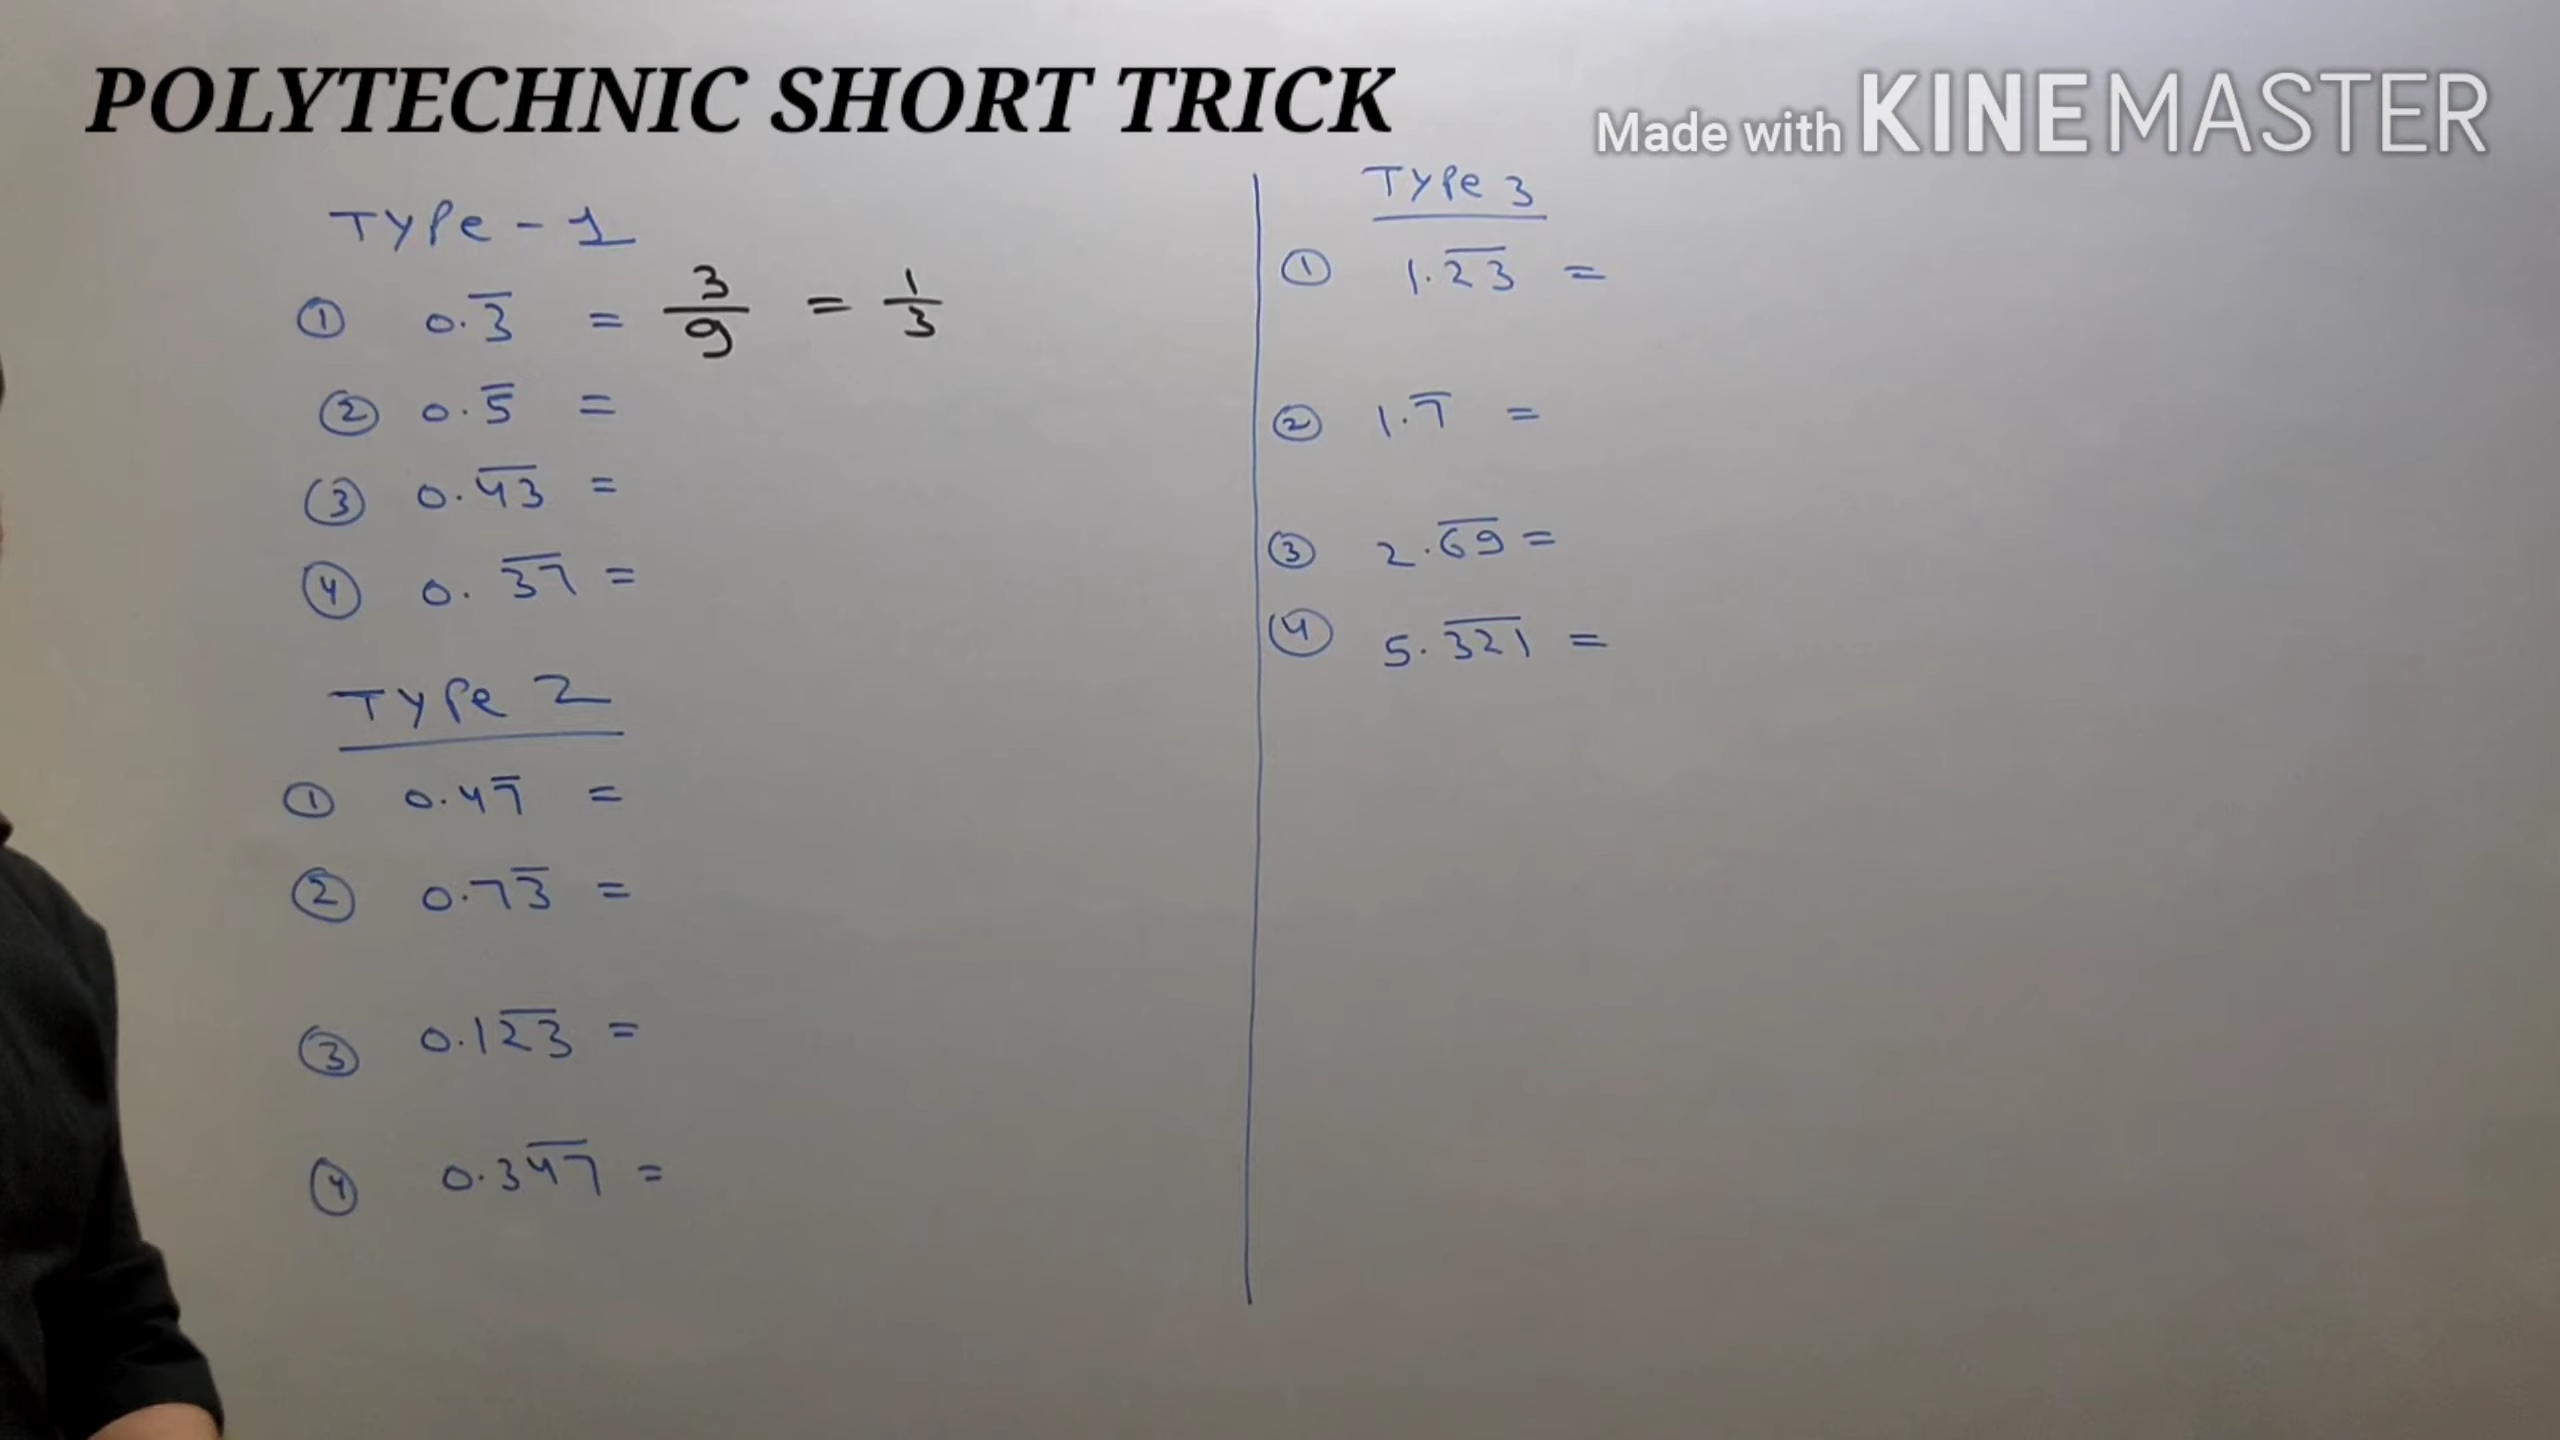 POLYTECHNIC SHORT TRICK
Made with KINEMASTER
TYPe - 1
① 0.3̅ = 3/9 = 1/3
② 0.5̅ =
③ 0.4̅3̅ =
④ 0.3̅7̅ =
TYPe 2
① 0.47̅ =
② 0.73̅ =
③ 0.12̅3̅ =
④ 0.34̅7̅ =
TYPe 3
① 1.2̅3̅ =
② 1.7̅ =
③ 2.6̅9̅ =
④ 5.3̅2̅1̅ =